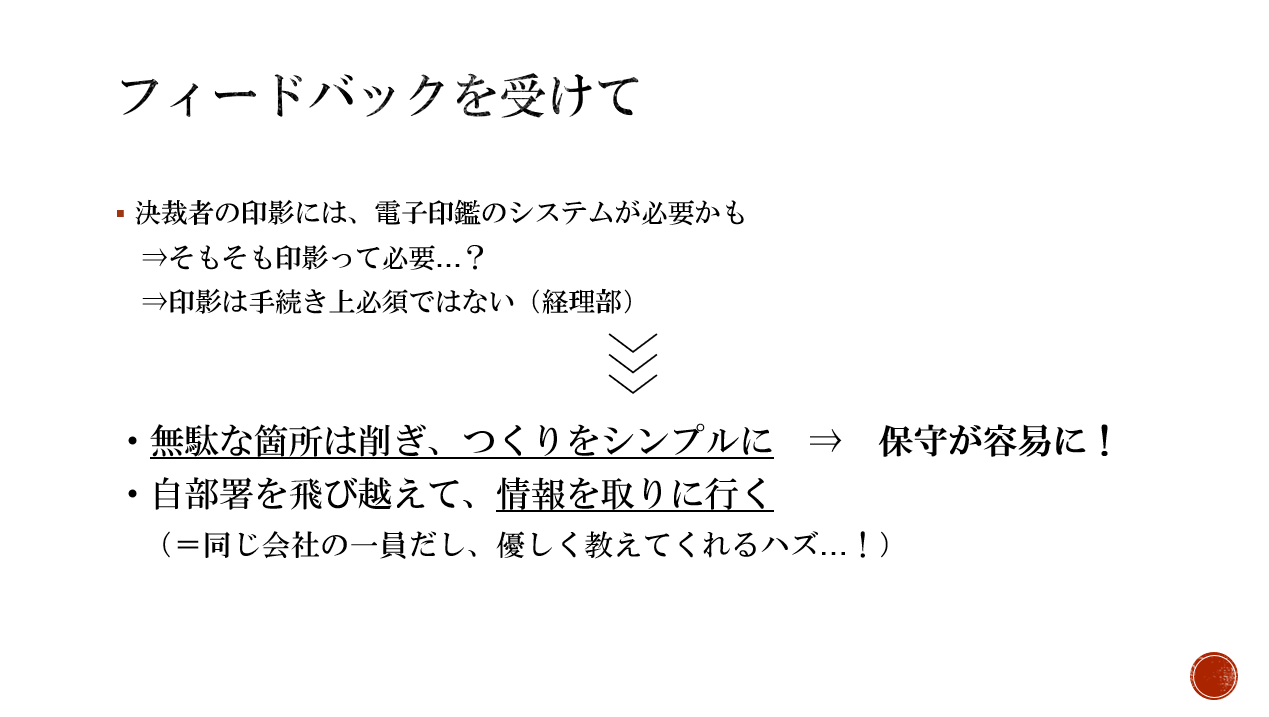 フィードバックを受けて
▪ 決裁者の印影には、電子印鑑のシステムが必要かも
⇒そもそも印影って必要…？
⇒印影は手続き上必須ではない（経理部）
・無駄な箇所は削ぎ、つくりをシンプルに　⇒　保守が容易に！
・自部署を飛び越えて、情報を取りに行く
（＝同じ会社の一員だし、優しく教えてくれるハズ…！）